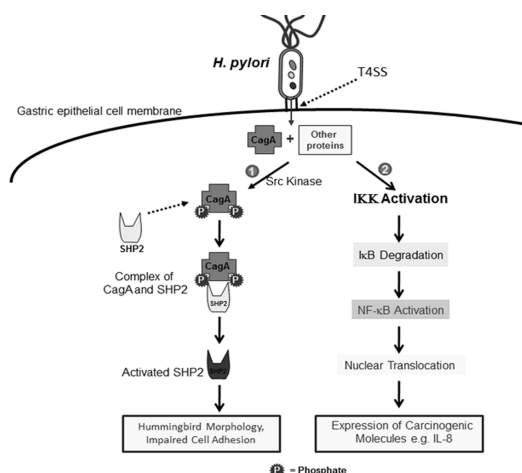 H. pylori
T4SS
Gastric epithelial cell membrane
CagA
+
Other
proteins
1
2
Src Kinase
IKK Activation
CagA
P
P
SHP2
IκB Degradation
CagA
P
P
SHP2
Complex of
CagA and SHP2
NF-κB Activation
Nuclear Translocation
Activated SHP2
SHP2
Hummingbird Morphology,
Impaired Cell Adhesion
Expression of Carcinogenic
Molecules e.g. IL-8
P = Phosphate